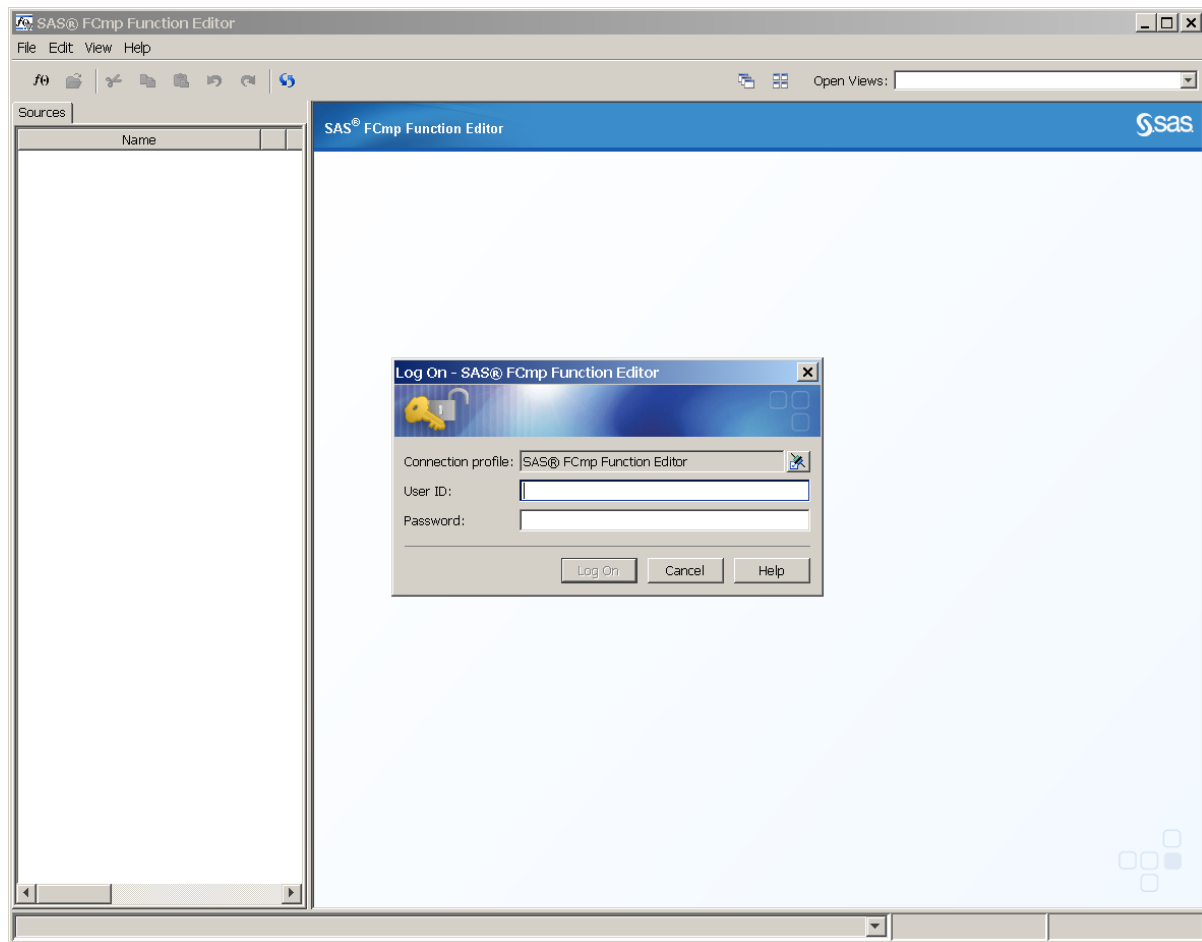 SAS® FCmp Function Editor
File Edit View Help
f() Open Views:
Sources
Name
SAS® FCmp Function Editor
sas
Log On - SAS® FCmp Function Editor
Connection profile: SAS® FCmp Function Editor
User ID:
Password:
Log On Cancel Help